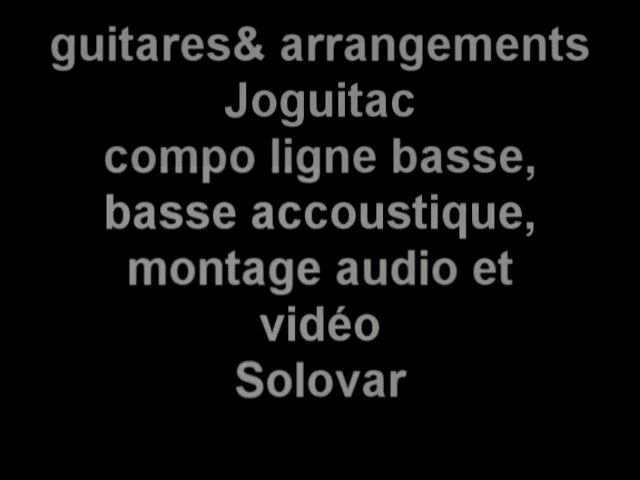 guitares& arrangements
Joguitac
compo ligne basse,
basse accoustique,
montage audio et
vidéo
Solovar